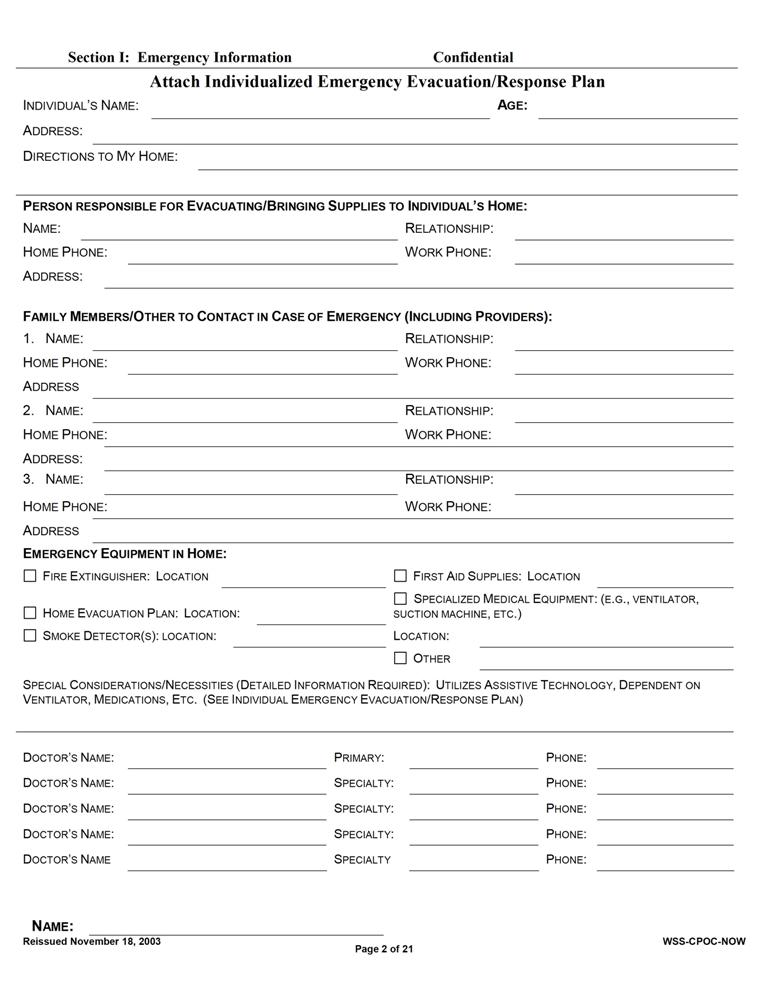 Section I: Emergency Information Confidential
Attach Individualized Emergency Evacuation/Response Plan
INDIVIDUAL'S NAME: AGE:
ADDRESS:
DIRECTIONS TO MY HOME:
PERSON RESPONSIBLE FOR EVACUATING/BRINGING SUPPLIES TO INDIVIDUAL'S HOME:
NAME: RELATIONSHIP:
HOME PHONE: WORK PHONE:
ADDRESS:
FAMILY MEMBERS/OTHER TO CONTACT IN CASE OF EMERGENCY (INCLUDING PROVIDERS):
1. NAME: RELATIONSHIP:
HOME PHONE: WORK PHONE:
ADDRESS
2. NAME: RELATIONSHIP:
HOME PHONE: WORK PHONE:
ADDRESS:
3. NAME: RELATIONSHIP:
HOME PHONE: WORK PHONE:
ADDRESS
EMERGENCY EQUIPMENT IN HOME:
FIRE EXTINGUISHER: LOCATION FIRST AID SUPPLIES: LOCATION
SPECIALIZED MEDICAL EQUIPMENT: (E.G., VENTILATOR,
HOME EVACUATION PLAN: LOCATION: SUCTION MACHINE, ETC.)
SMOKE DETECTOR(S): LOCATION: LOCATION:
OTHER
SPECIAL CONSIDERATIONS/NECESSITIES (DETAILED INFORMATION REQUIRED): UTILIZES ASSISTIVE TECHNOLOGY, DEPENDENT ON
VENTILATOR, MEDICATIONS, ETC. (SEE INDIVIDUAL EMERGENCY EVACUATION/RESPONSE PLAN)
DOCTOR'S NAME: PRIMARY: PHONE:
DOCTOR'S NAME: SPECIALTY: PHONE:
DOCTOR'S NAME: SPECIALTY: PHONE:
DOCTOR'S NAME: SPECIALTY: PHONE:
DOCTOR'S NAME SPECIALTY PHONE:
NAME:
Reissued November 18, 2003 WSS-CPOC-NOW
Page 2 of 21